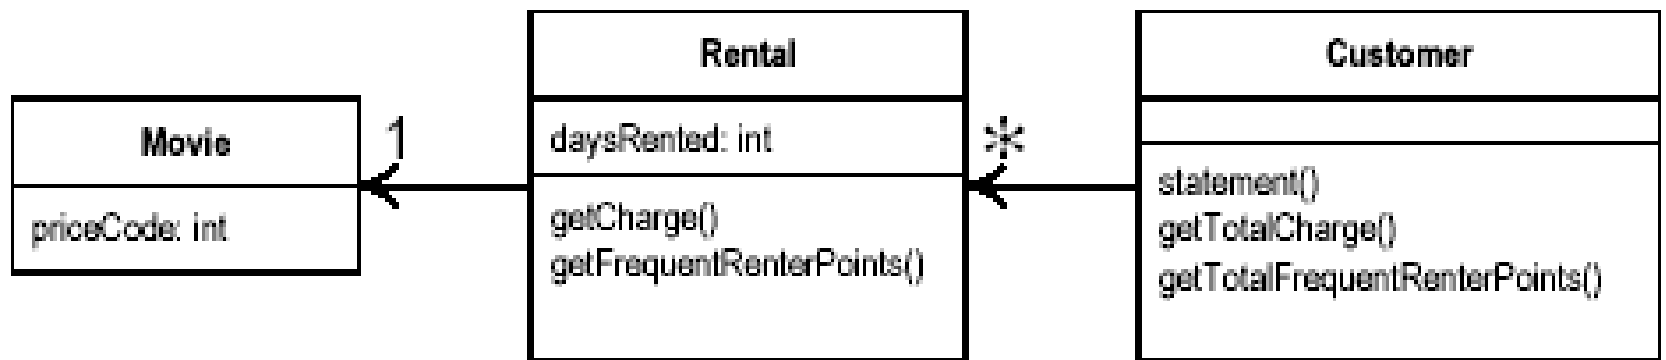 Movie
priceCode: int
1
Rental
daysRented: int
getCharge()
getFrequentRenterPoints()
*
Customer
statement()
getTotalCharge()
getTotalFrequentRenterPoints()